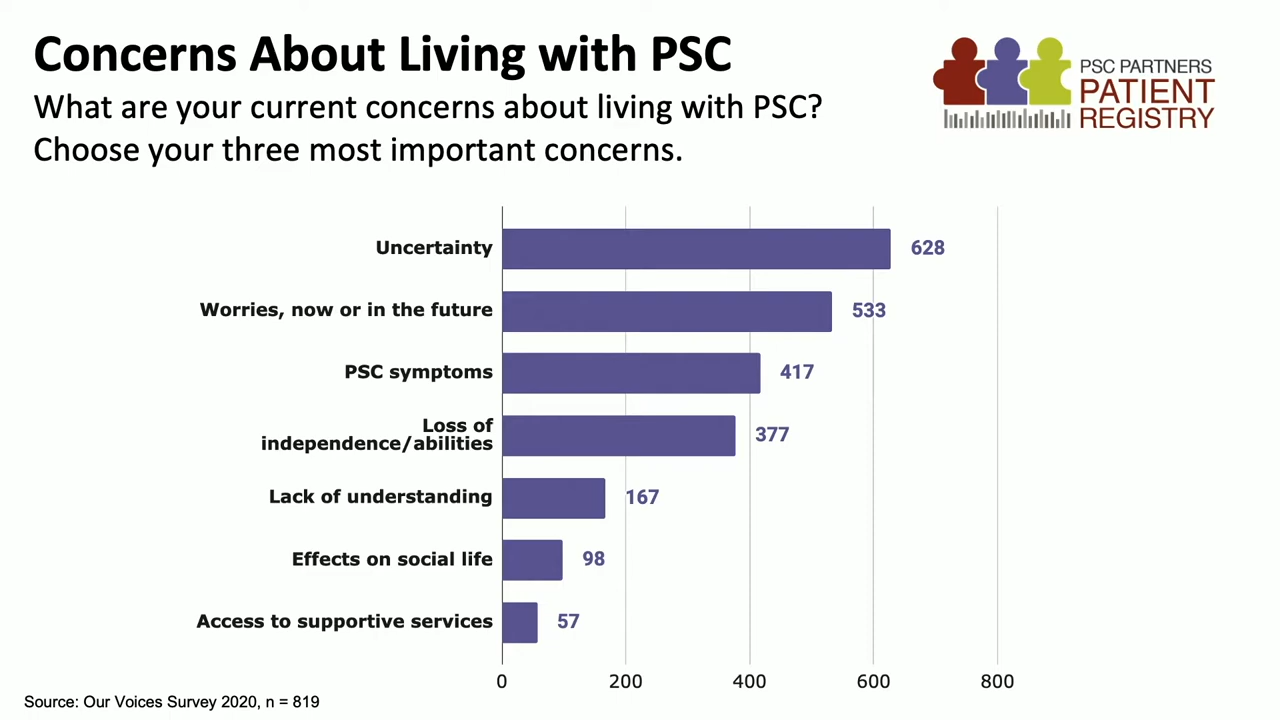 Concerns About Living with PSC
What are your current concerns about living with PSC?
Choose your three most important concerns.
PSC PARTNERS
PATIENT
REGISTRY
Uncertainty
628
Worries, now or in the future
533
PSC symptoms
417
Loss of
independence/abilities
377
Lack of understanding
167
Effects on social life
98
Access to supportive services
57
0 200 400 600 800
Source: Our Voices Survey 2020, n = 819